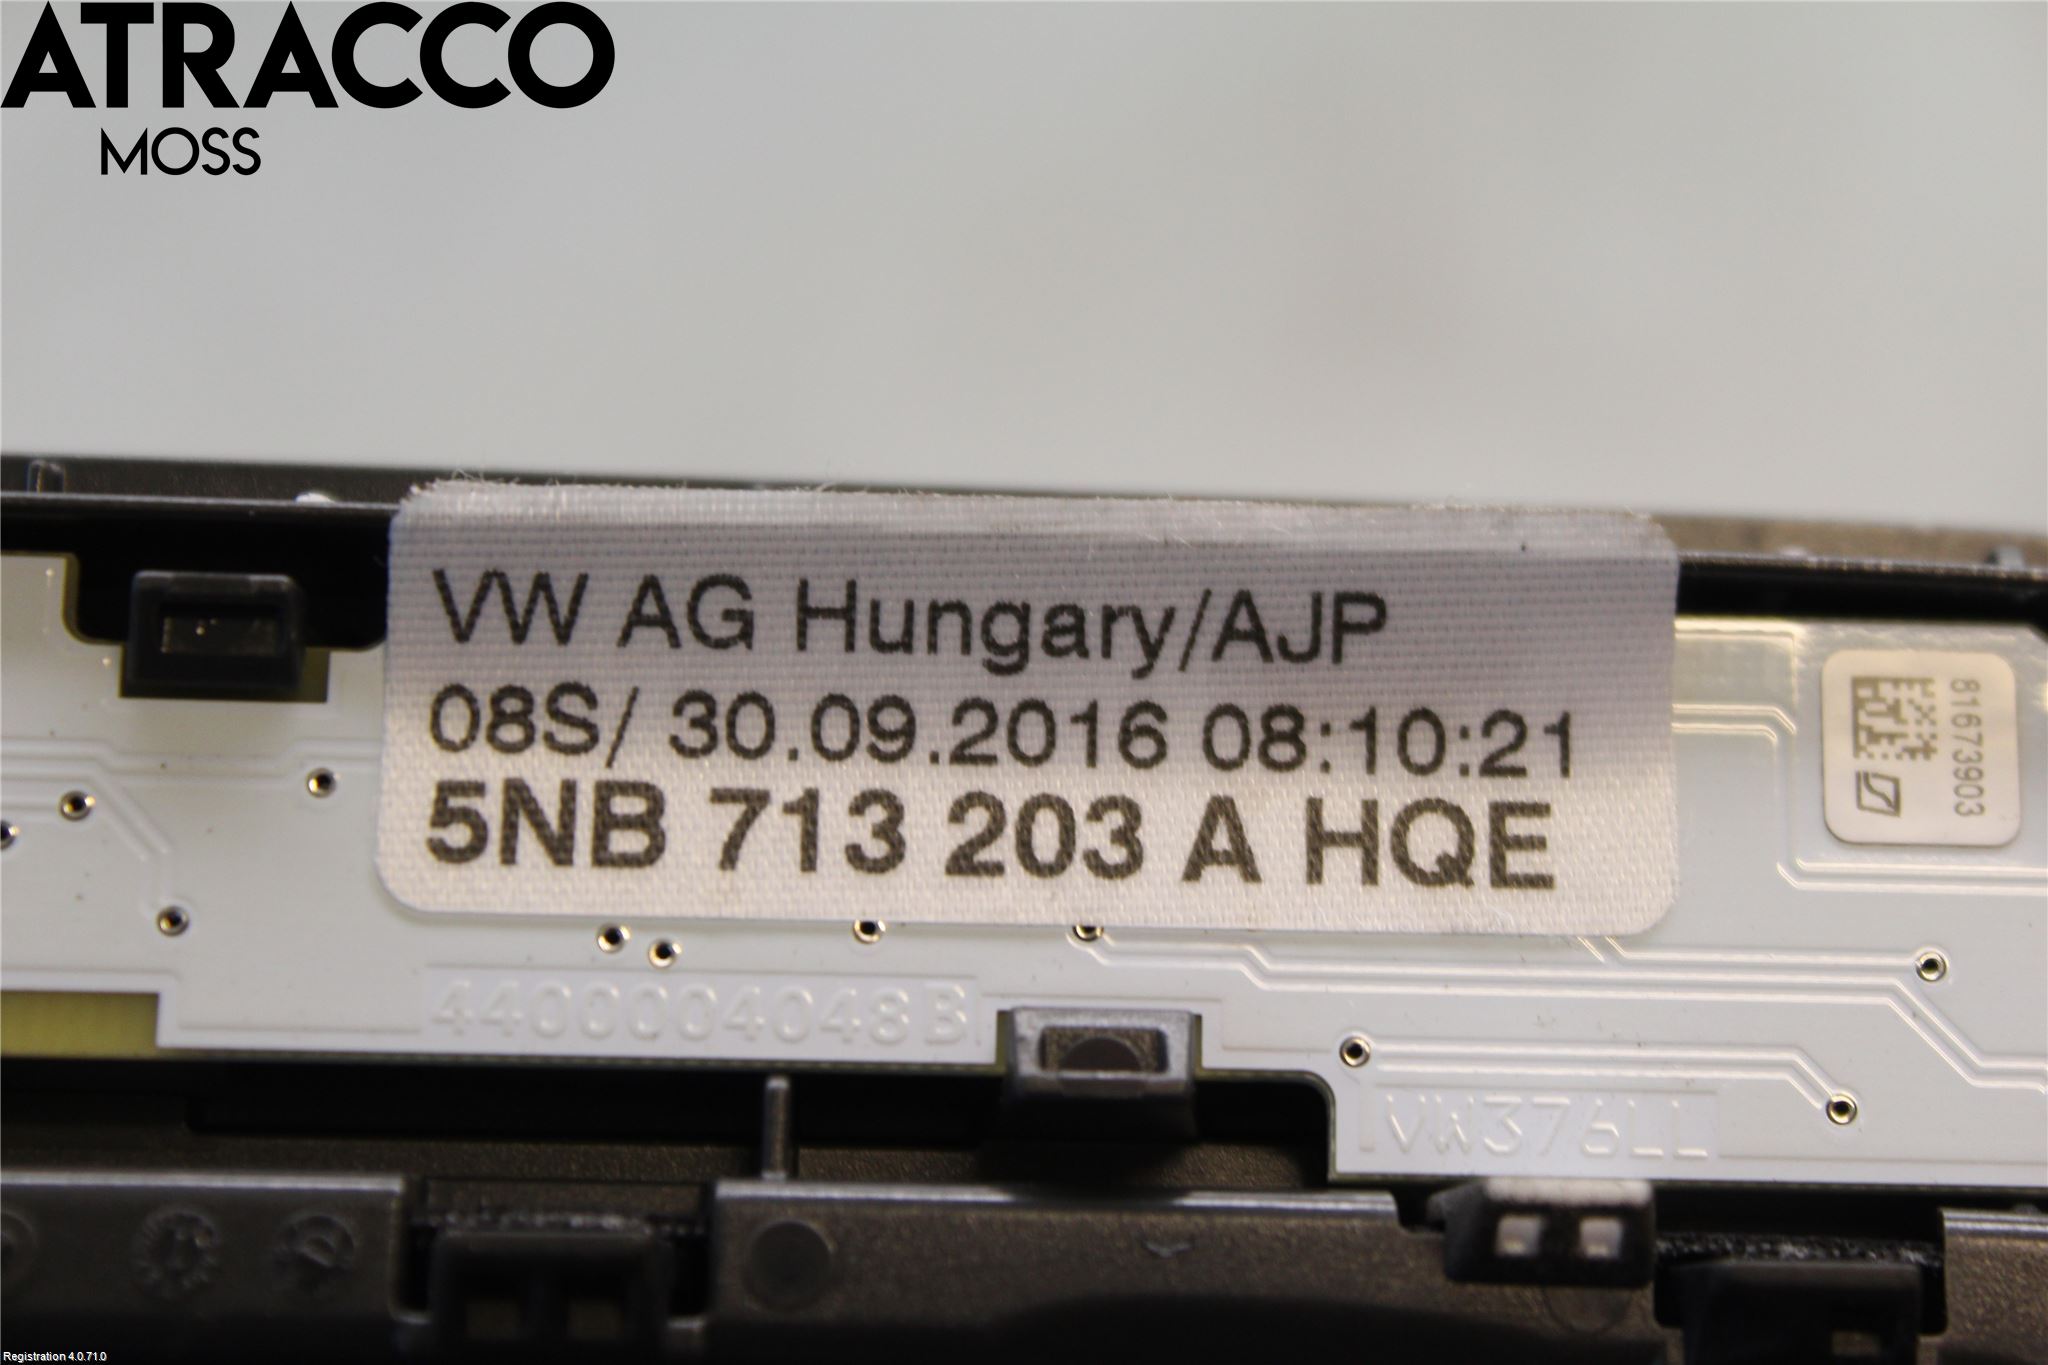 ATRACCO
MOSS
VW AG Hungary/AJP
08S/ 30.09.2016 08:10:21
5NB 713 203 A HQE
81673903
4400004048B
VW376LL
Registration 4.0.71.0